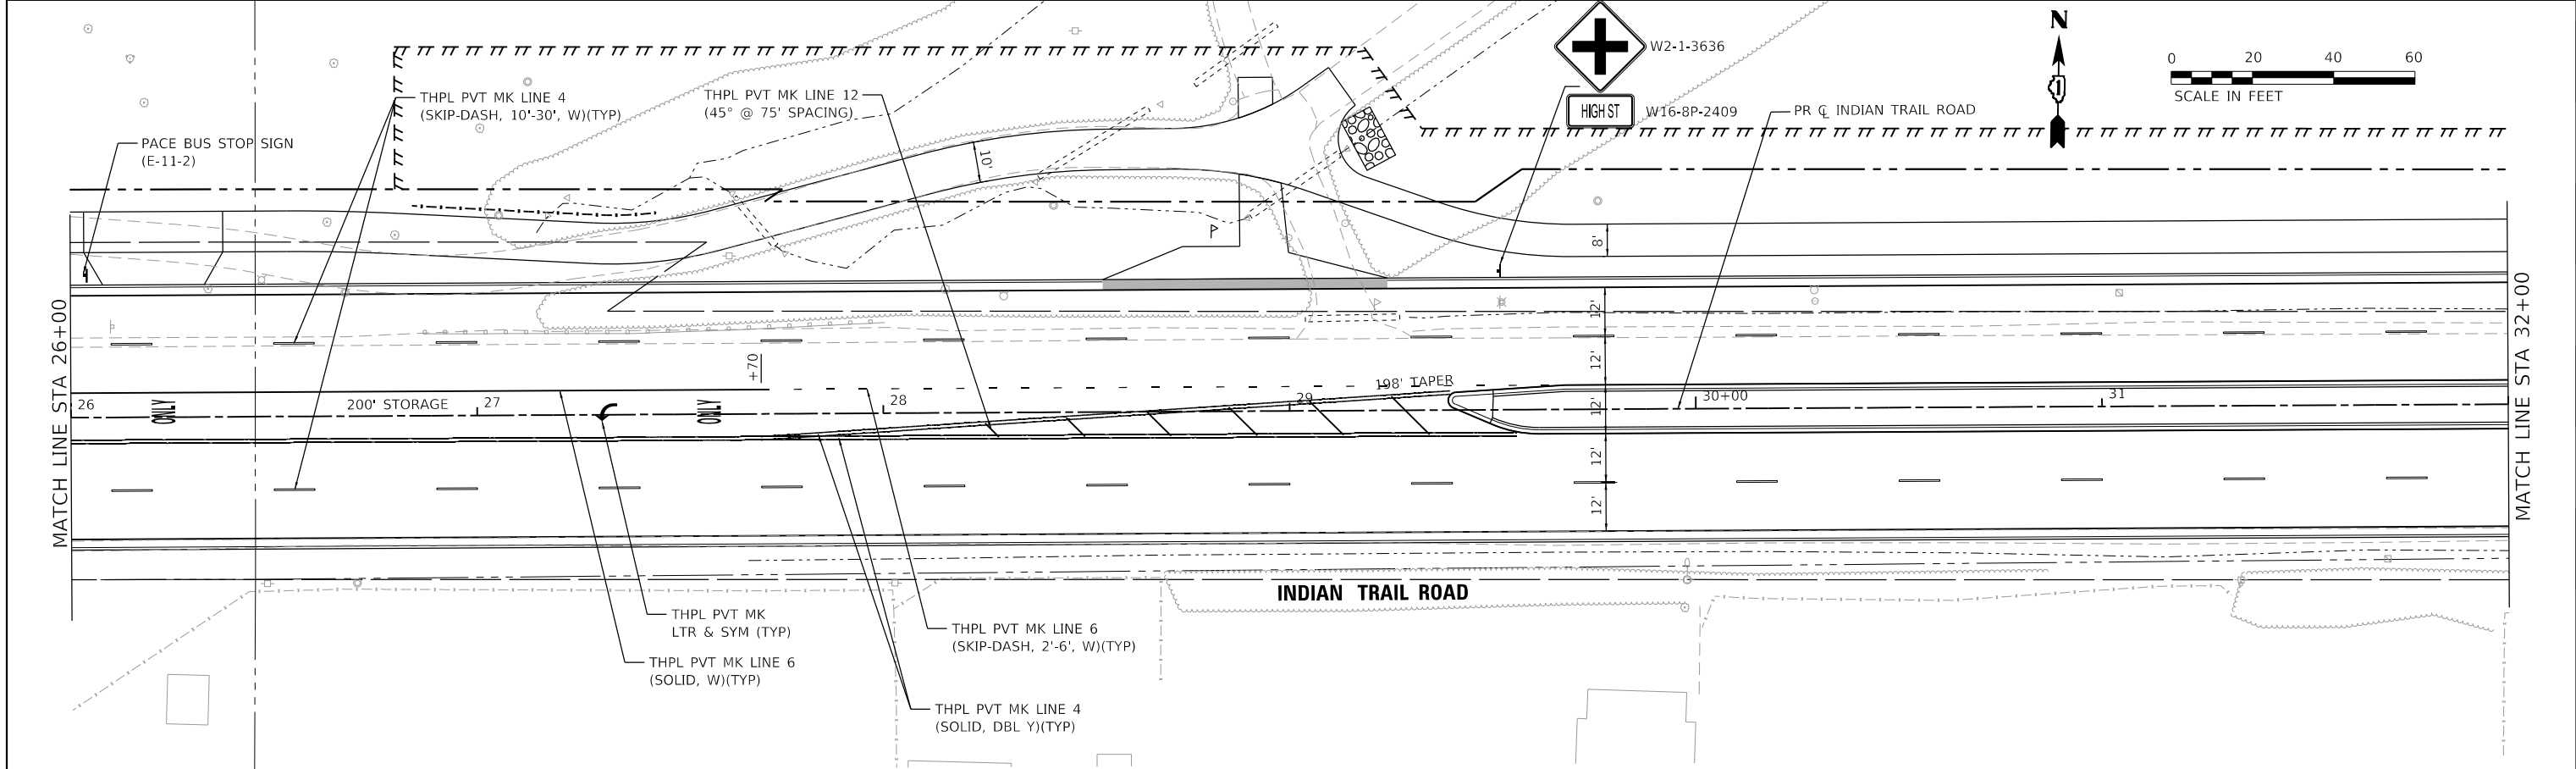 W2-1-3636
N
0 20 40 60
SCALE IN FEET
THPL PVT MK LINE 4
(SKIP-DASH, 10'-30', W)(TYP)
THPL PVT MK LINE 12
(45° @ 75' SPACING)
HIGH ST
W16-8P-2409
PR ℄ INDIAN TRAIL ROAD
PACE BUS STOP SIGN
(E-11-2)
10'
8'
12'
12'
12'
12'
12'
MATCH LINE STA 26+00
MATCH LINE STA 32+00
+70
198' TAPER
26
ONLY
200' STORAGE
27
ONLY
28
29
30+00
31
INDIAN TRAIL ROAD
THPL PVT MK
LTR & SYM (TYP)
THPL PVT MK LINE 6
(SKIP-DASH, 2'-6', W)(TYP)
THPL PVT MK LINE 6
(SOLID, W)(TYP)
THPL PVT MK LINE 4
(SOLID, DBL Y)(TYP)